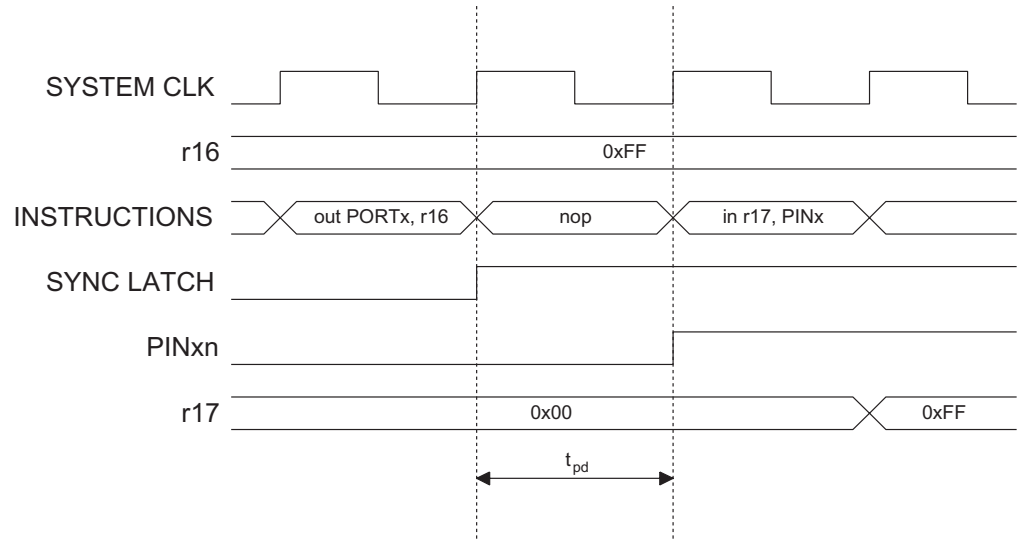 SYSTEM CLK
r16
0xFF
INSTRUCTIONS
out PORTx, r16
nop
in r17, PINx
SYNC LATCH
PINxn
r17
0x00
0xFF
tpd